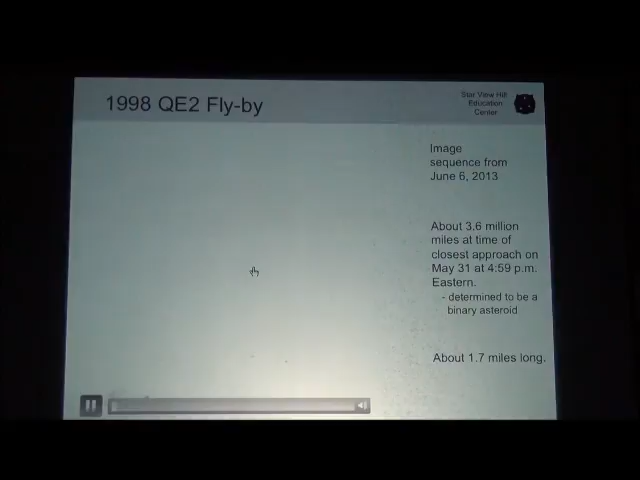 1998 QE2 Fly-by
Star View Hill
Education
Center
Image
sequence from
June 6, 2013
About 3.6 million
miles at time of
closest approach on
May 31 at 4:59 p.m.
Eastern.
- determined to be a
binary asteroid
About 1.7 miles long.